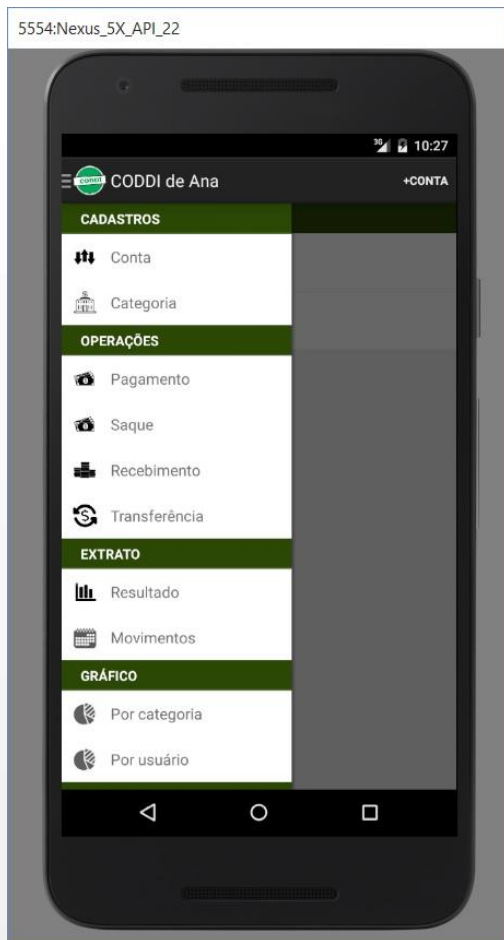 5554:Nexus_5X_API_22
3G 10:27
CODDI de Ana +CONTA
CADASTROS
Conta
Categoria
OPERAÇÕES
Pagamento
Saque
Recebimento
Transferência
EXTRATO
Resultado
Movimentos
GRÁFICO
Por categoria
Por usuário